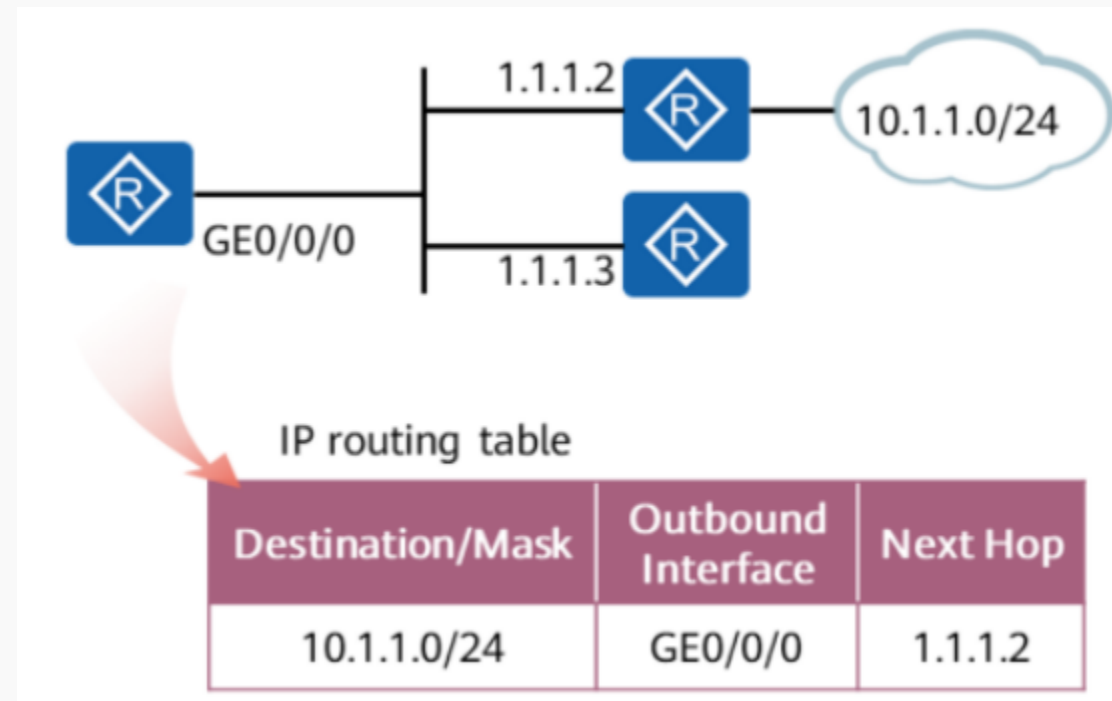 1.1.1.2
R
10.1.1.0/24
R
GE0/0/0
R
1.1.1.3
IP routing table
Destination/Mask
Outbound
Interface
Next Hop
10.1.1.0/24
GE0/0/0
1.1.1.2